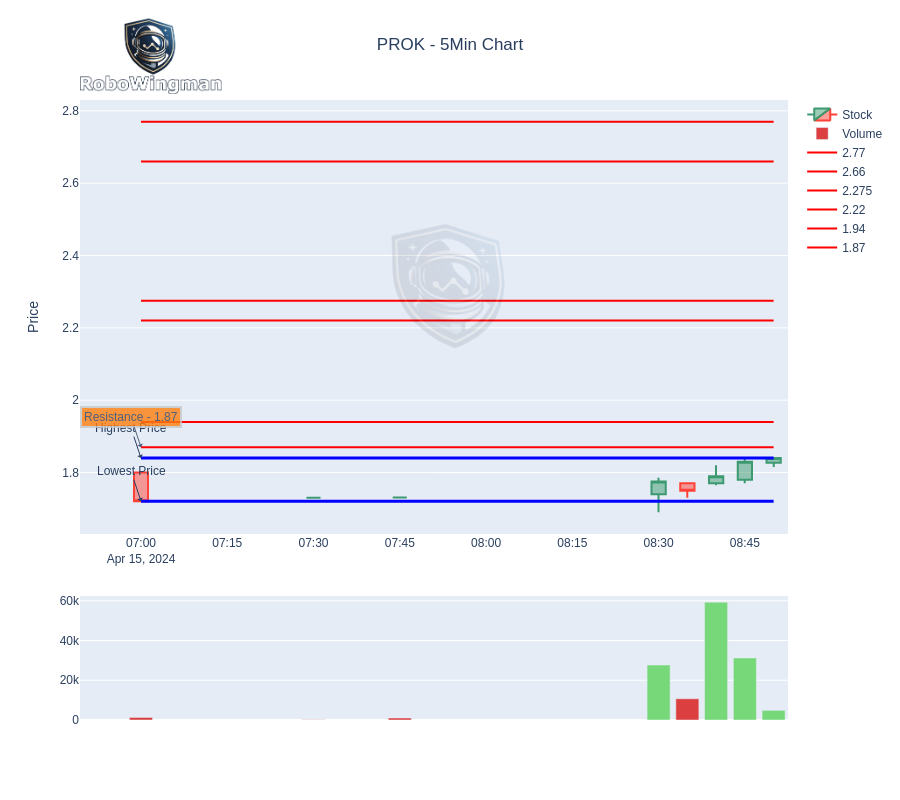 PROK - 5Min Chart
RoboWingman
Stock
Volume
2.77
2.66
2.275
2.22
1.94
1.87
Price
2.8
2.6
2.4
2.2
2
1.8
Resistance - 1.87
Highest Price
Lowest Price
07:00
07:15
07:30
07:45
08:00
08:15
08:30
08:45
Apr 15, 2024
60k
40k
20k
0